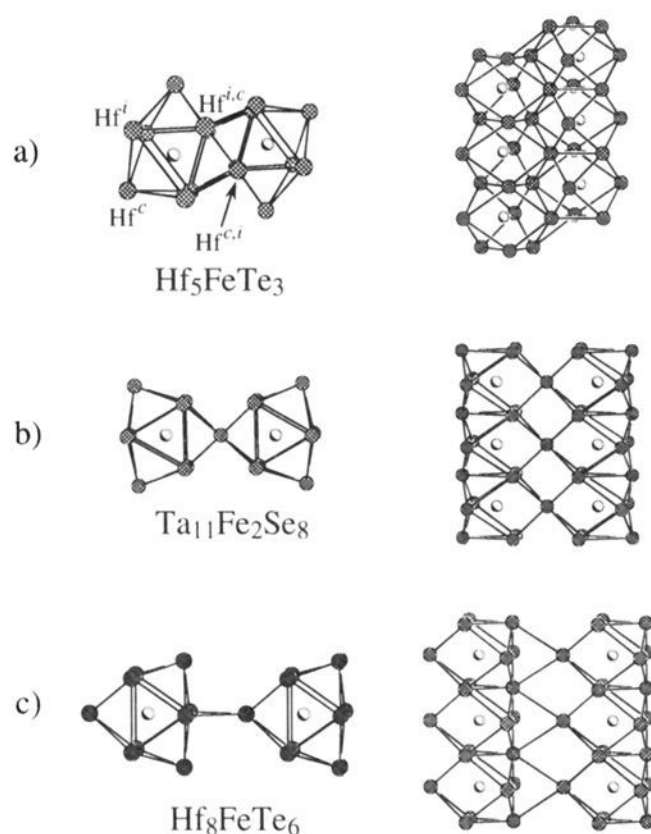 a)
Hf^i
Hf^{i,c}
Hf^c
Hf^{c,i}
Hf₅FeTe₃
b)
Ta₁₁Fe₂Se₈
c)
Hf₈FeTe₆